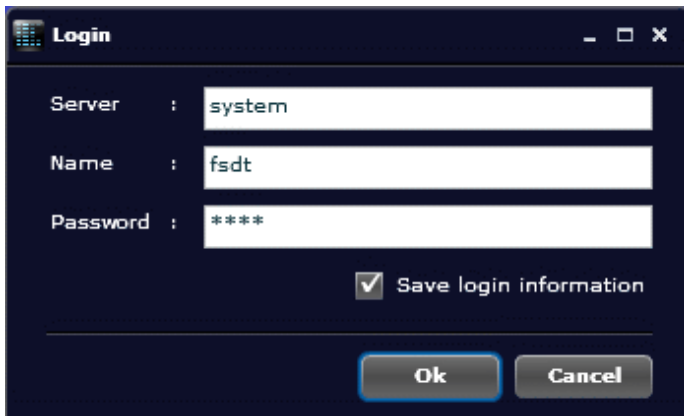 Login
Server : system
Name : fsdt
Password : ****
Save login information
Ok Cancel